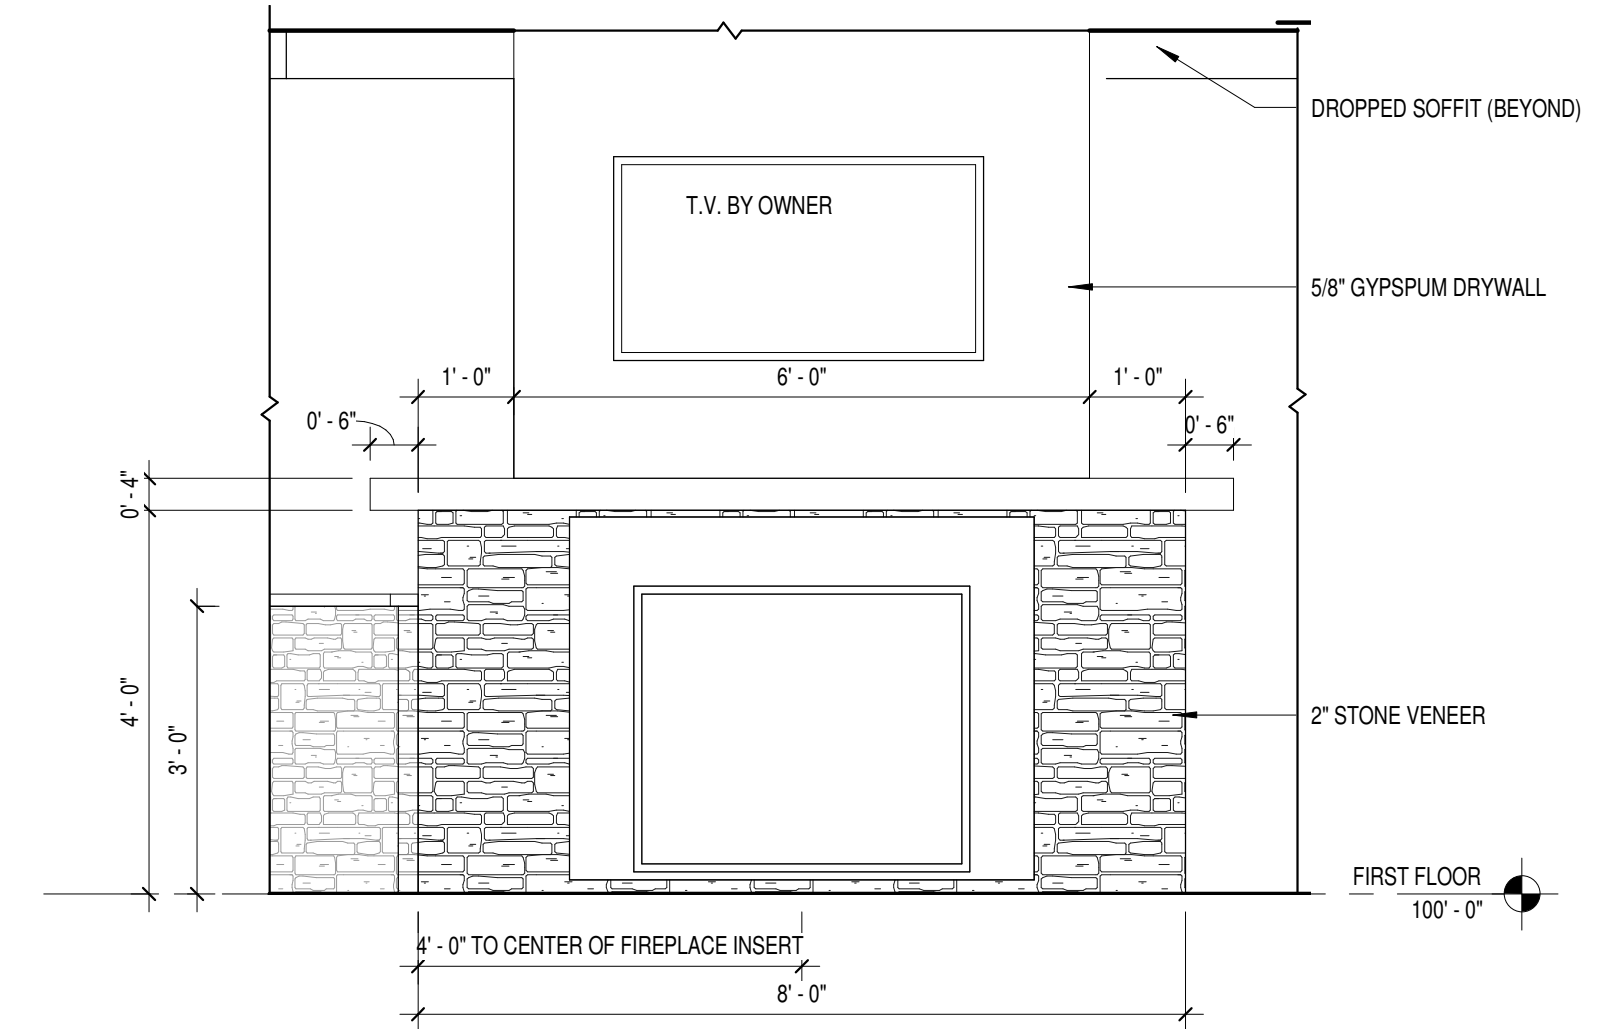 DROPPED SOFFIT (BEYOND)
T.V. BY OWNER
5/8" GYPSPUM DRYWALL
1' - 0"
6' - 0"
1' - 0"
0' - 6"
0' - 6"
0' - 4"
4' - 0"
3' - 0"
2" STONE VENEER
FIRST FLOOR
100' - 0"
4' - 0" TO CENTER OF FIREPLACE INSERT
8' - 0"